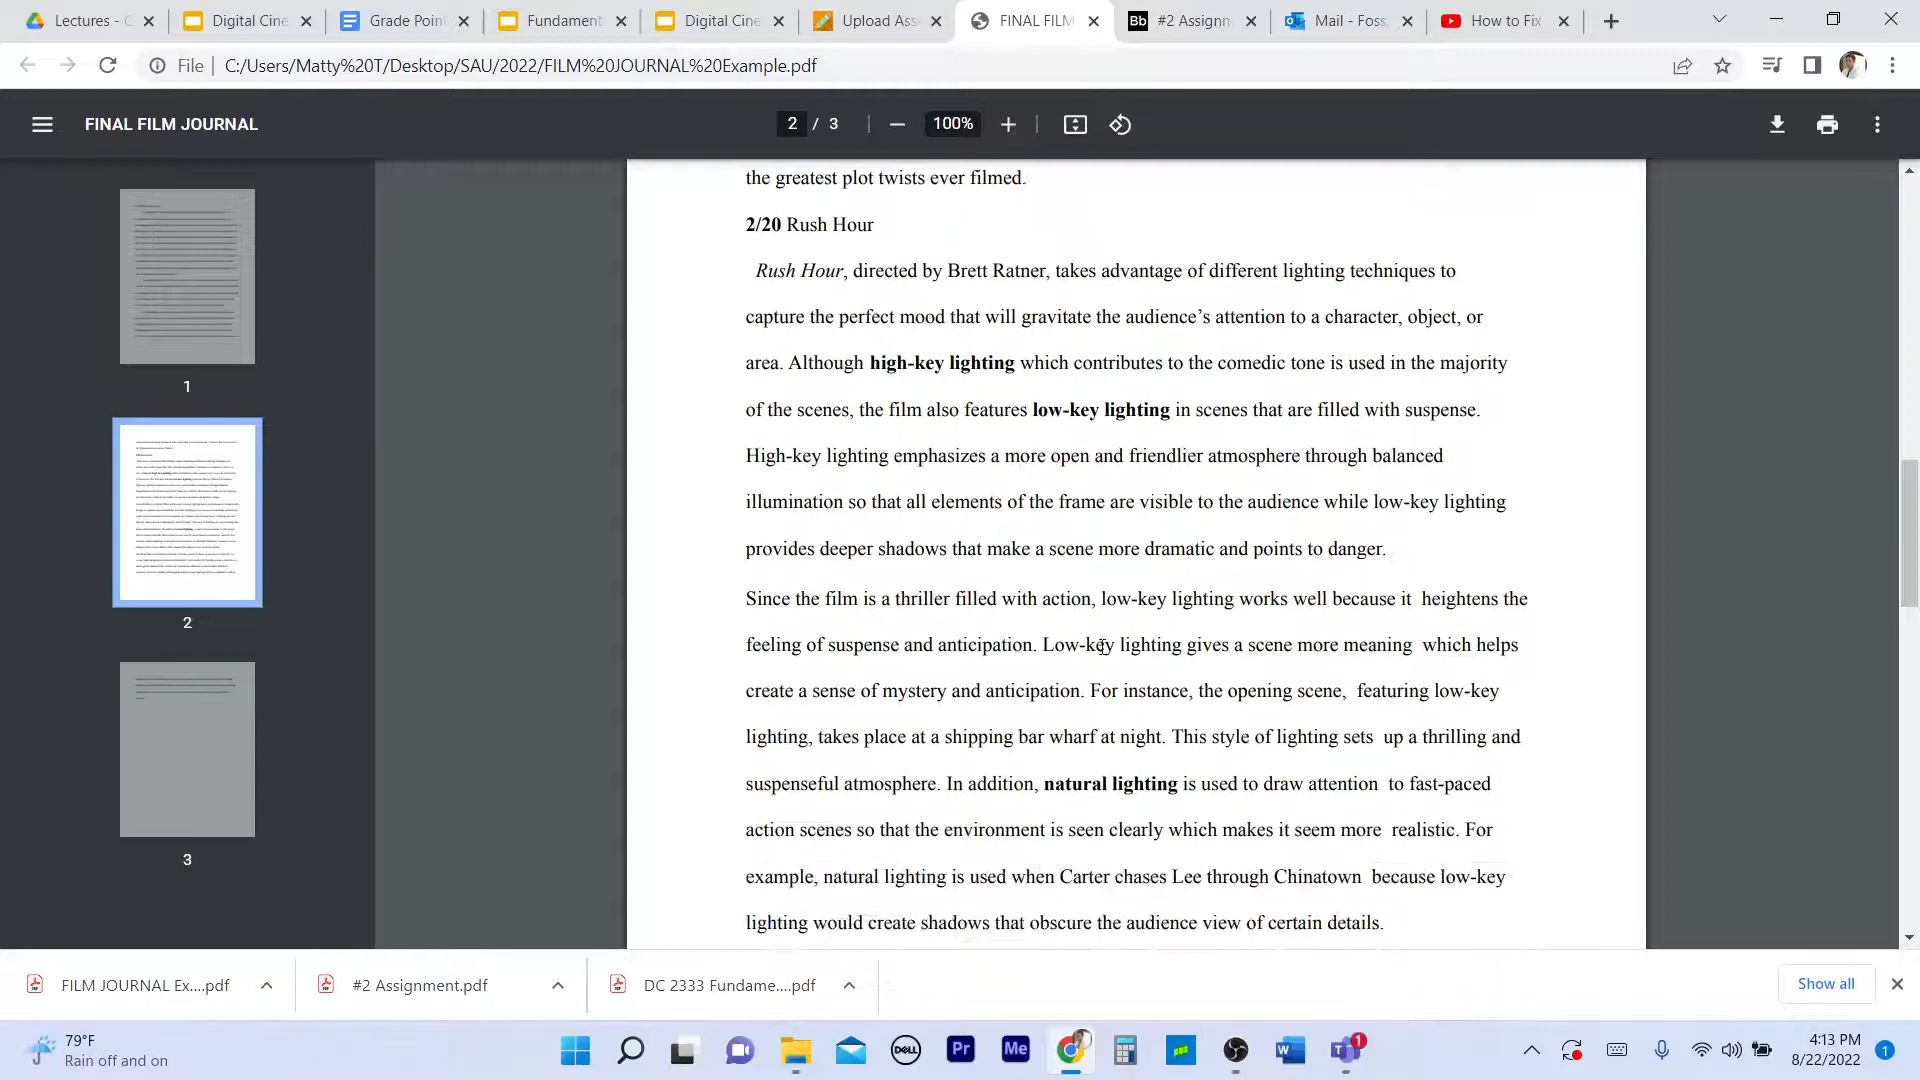 Lectures - C
Digital Cine
Grade Poin
Fundament
Digital Cine
Upload Ass
FINAL FILM
Bb
#2 Assignm
Mail - Foss,
How to Fix
File
C:/Users/Matty%20T/Desktop/SAU/2022/FILM%20JOURNAL%20Example.pdf
FINAL FILM JOURNAL
2 / 3
100%
1
2
3
the greatest plot twists ever filmed.
2/20 Rush Hour
Rush Hour, directed by Brett Ratner, takes advantage of different lighting techniques to
capture the perfect mood that will gravitate the audience's attention to a character, object, or
area. Although high-key lighting which contributes to the comedic tone is used in the majority
of the scenes, the film also features low-key lighting in scenes that are filled with suspense.
High-key lighting emphasizes a more open and friendlier atmosphere through balanced
illumination so that all elements of the frame are visible to the audience while low-key lighting
provides deeper shadows that make a scene more dramatic and points to danger.
Since the film is a thriller filled with action, low-key lighting works well because it heightens the
feeling of suspense and anticipation. Low-key lighting gives a scene more meaning which helps
create a sense of mystery and anticipation. For instance, the opening scene, featuring low-key
lighting, takes place at a shipping bar wharf at night. This style of lighting sets up a thrilling and
suspenseful atmosphere. In addition, natural lighting is used to draw attention to fast-paced
action scenes so that the environment is seen clearly which makes it seem more realistic. For
example, natural lighting is used when Carter chases Lee through Chinatown because low-key
lighting would create shadows that obscure the audience view of certain details.
FILM JOURNAL Ex....pdf
#2 Assignment.pdf
DC 2333 Fundame....pdf
Show all
79°F
Rain off and on
DELL
Pr
Me
W
T
1
4:13 PM
8/22/2022
1